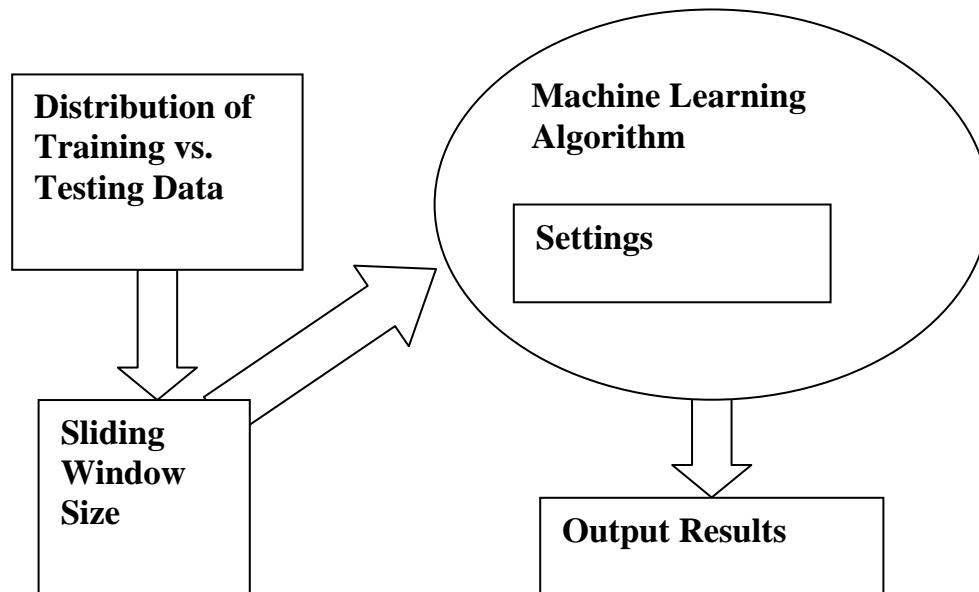 Distribution of
Training vs.
Testing Data
Machine Learning
Algorithm
Settings
Sliding
Window
Size
Output Results